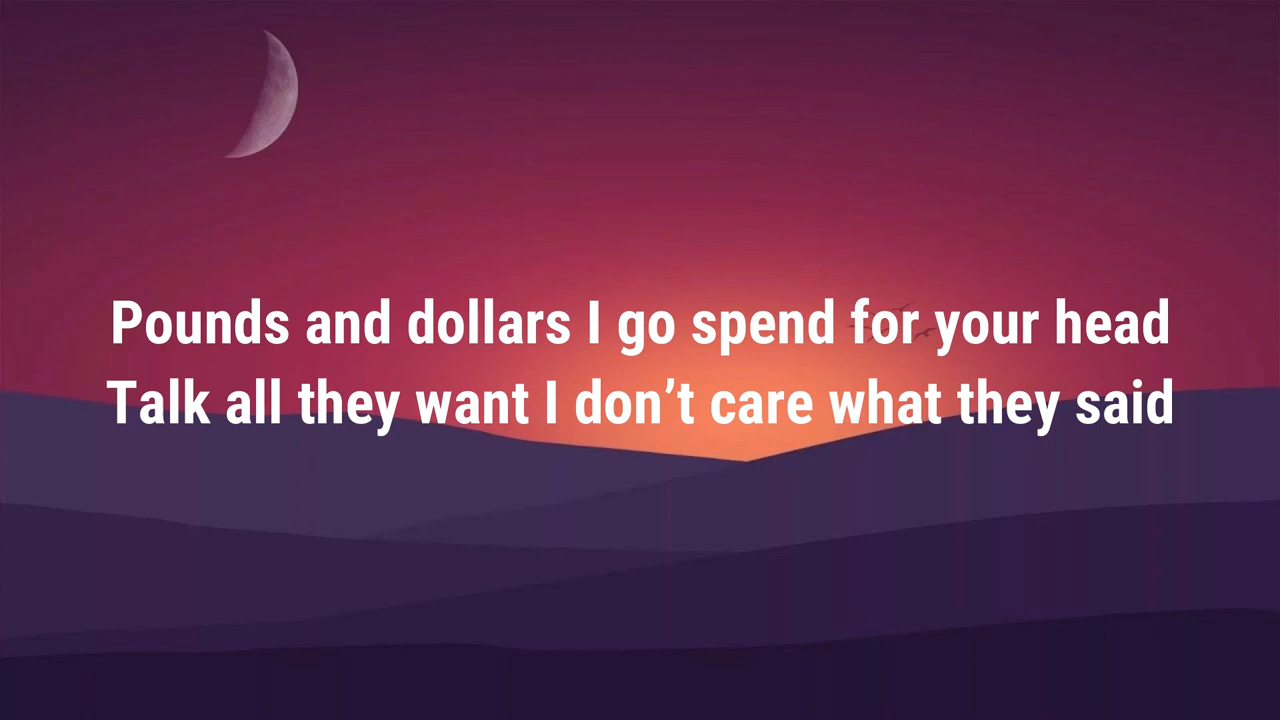 Pounds and dollars I go spend for your head
Talk all they want I don’t care what they said